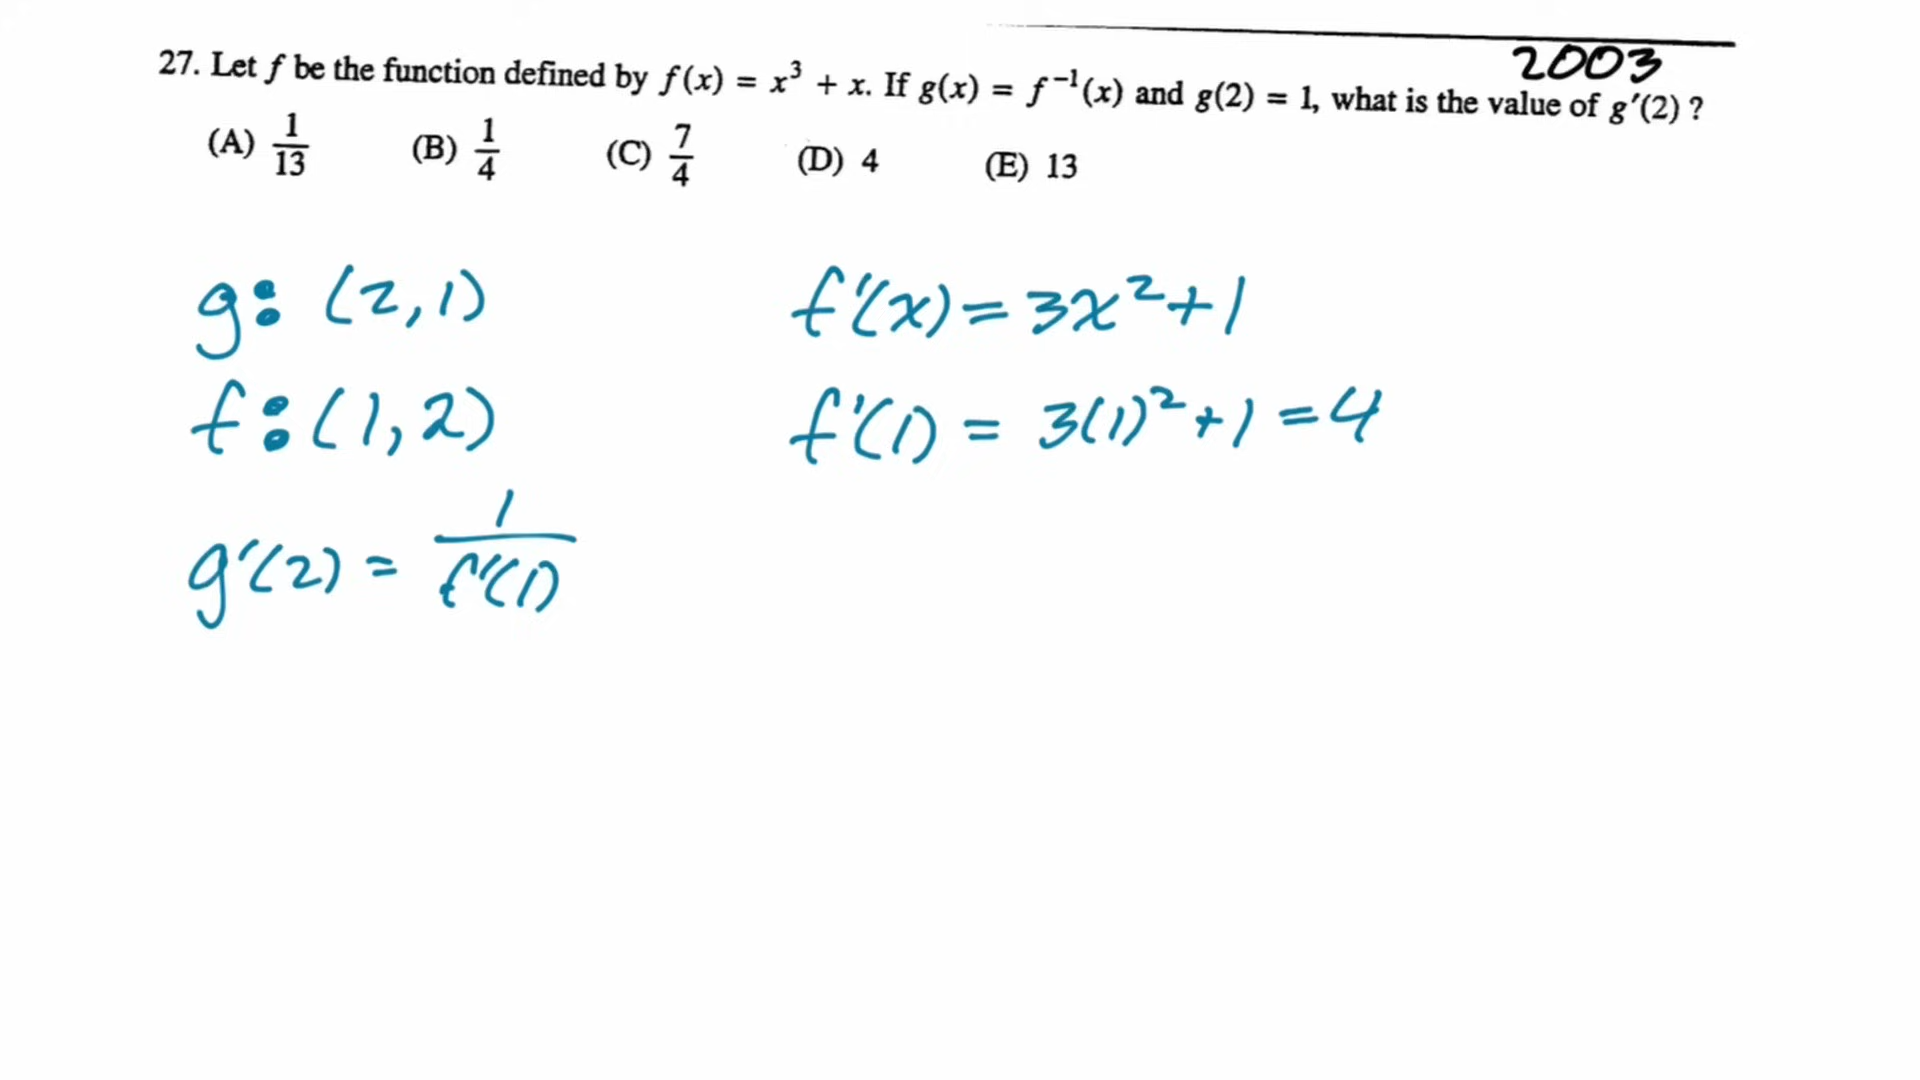 2003
27. Let f be the function defined by f(x) = x³ + x. If g(x) = f⁻¹(x) and g(2) = 1, what is the value of g′(2) ?
(A) 1/13 (B) 1/4 (C) 7/4 (D) 4 (E) 13
g: (2,1)
f′(x) = 3x² + 1
f: (1,2)
f′(1) = 3(1)² + 1 = 4
g′(2) = 1/f′(1)